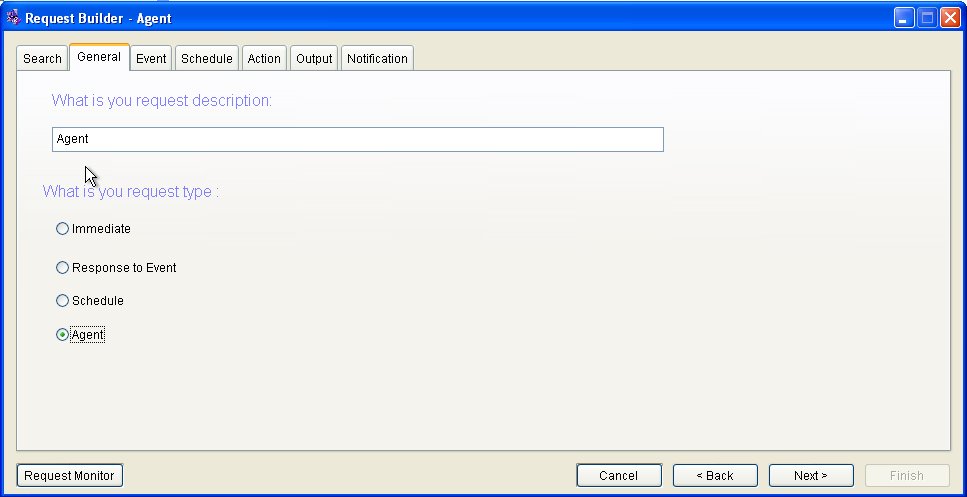 Request Builder - Agent
Search General Event Schedule Action Output Notification
What is you request description:
Agent
What is you request type :
Immediate
Response to Event
Schedule
Agent
Request Monitor Cancel < Back Next > Finish